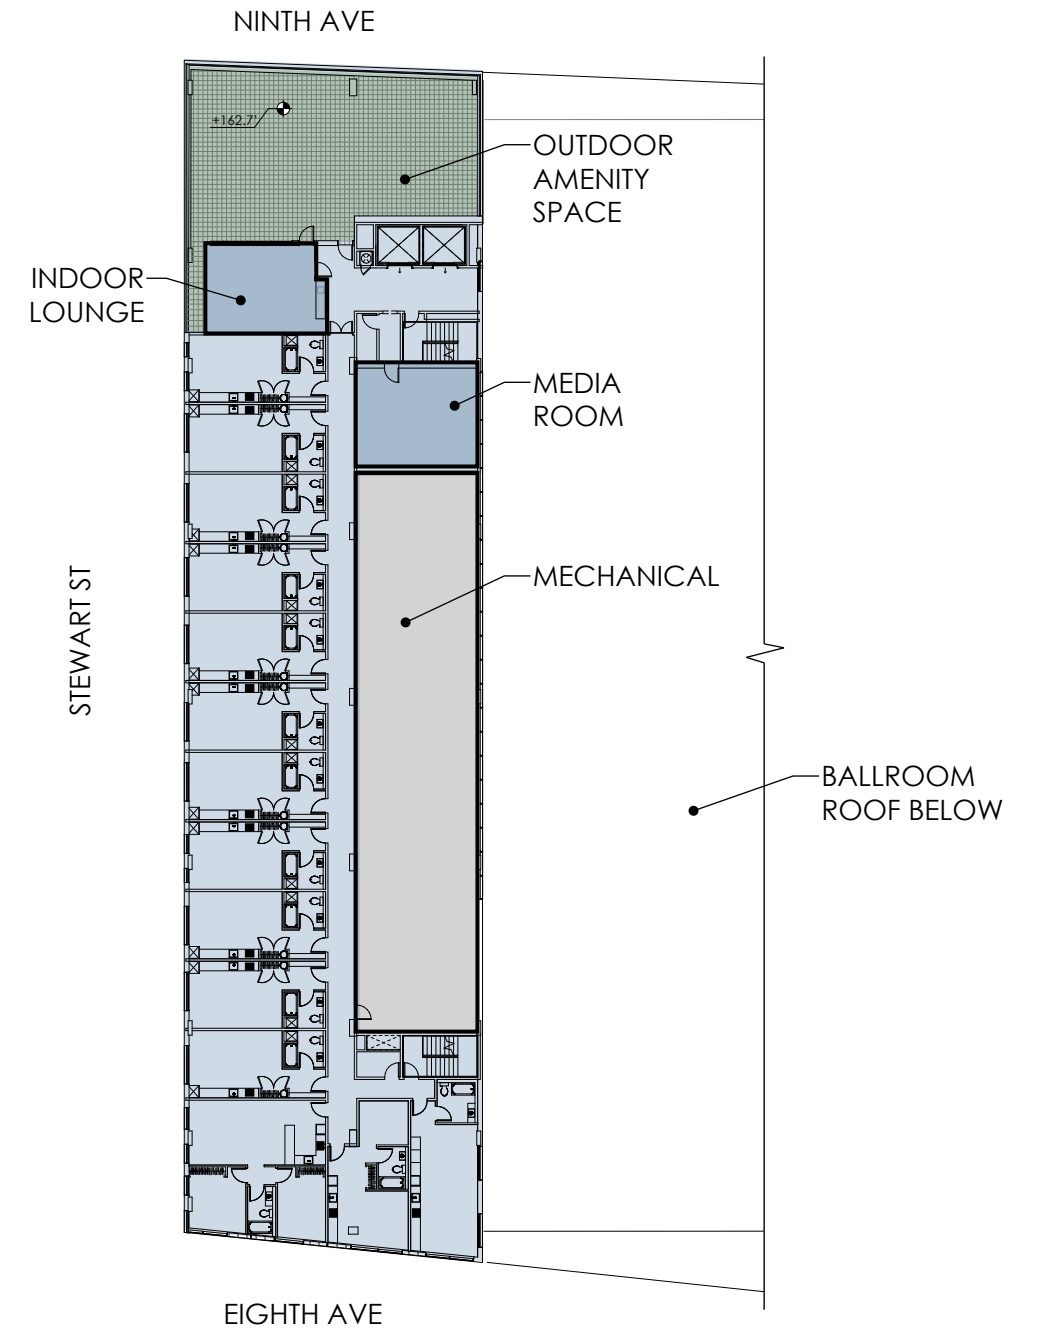 NINTH AVE
+162.7'
OUTDOOR
AMENITY
SPACE
INDOOR
LOUNGE
MEDIA
ROOM
MECHANICAL
STEWART ST
BALLROOM
ROOF BELOW
EIGHTH AVE